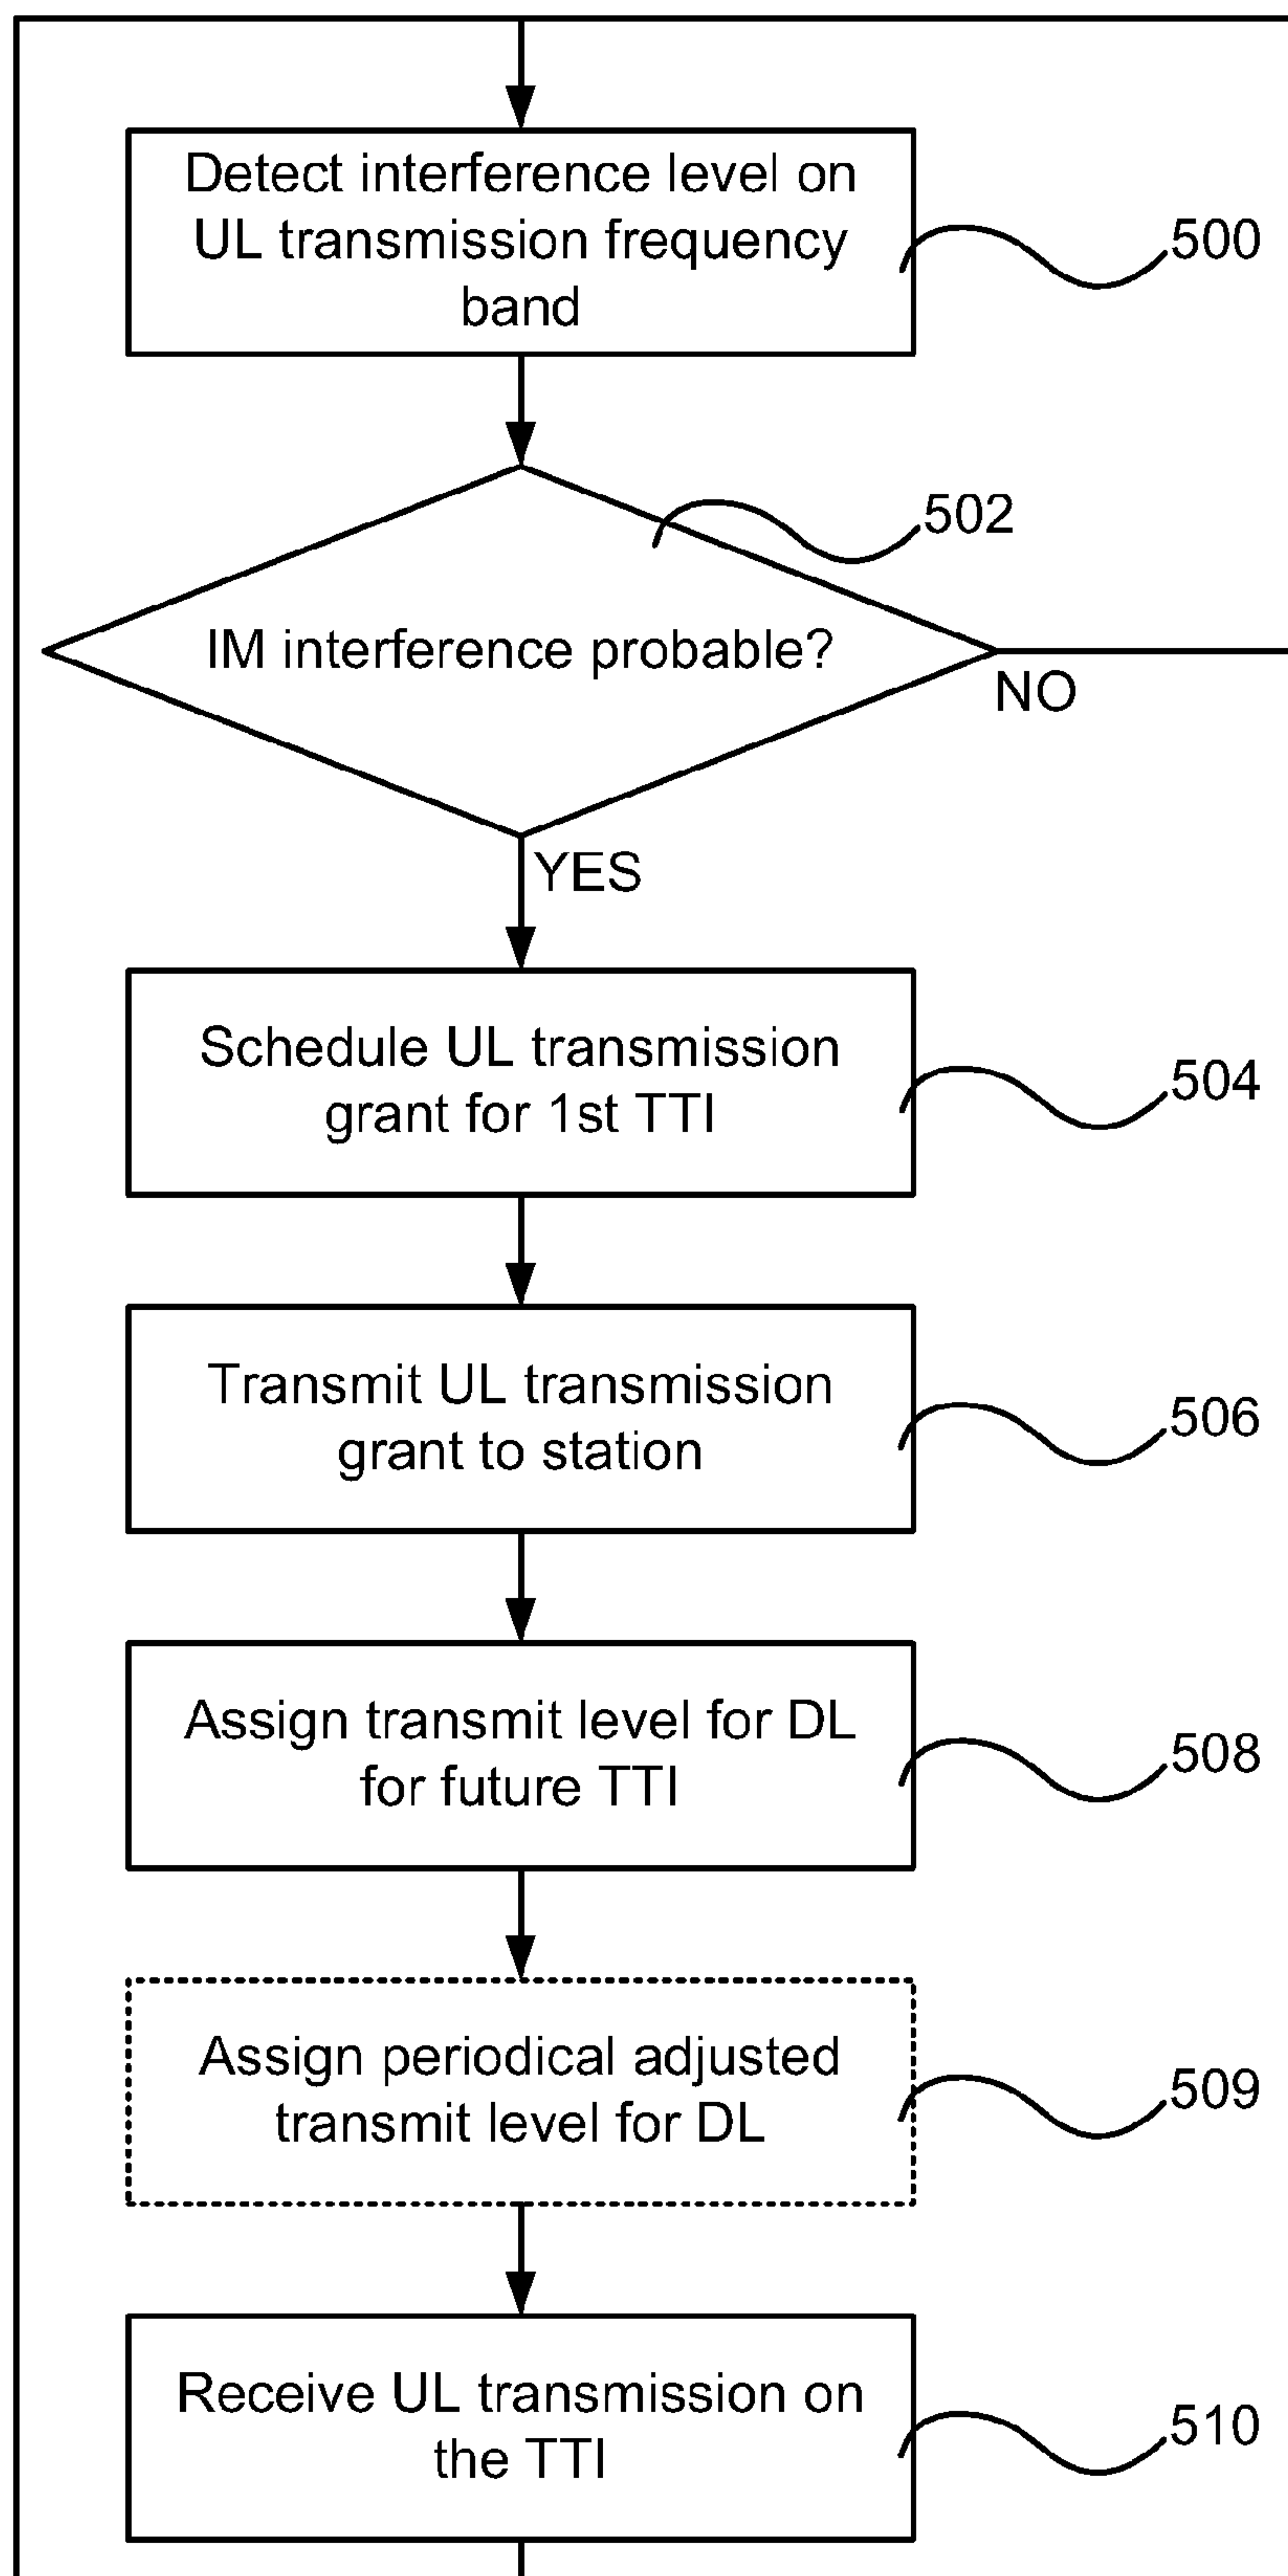 Detect interference level on
UL transmission frequency
band
500
502
IM interference probable?
NO
YES
Schedule UL transmission
grant for 1st TTI
504
Transmit UL transmission
grant to station
506
Assign transmit level for DL
for future TTI
508
Assign periodical adjusted
transmit level for DL
509
Receive UL transmission on
the TTI
510